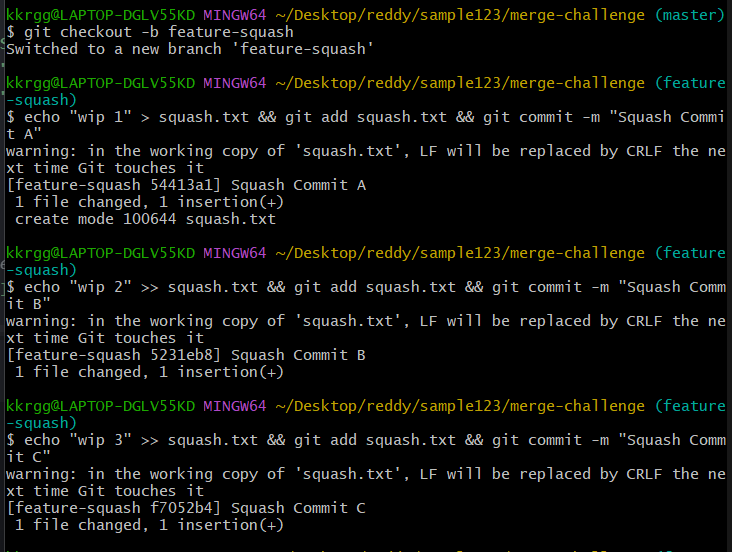 kkrgg@LAPTOP-DGLV55KD MINGW64 ~/Desktop/reddy/sample123/merge-challenge (master)
$ git checkout -b feature-squash
Switched to a new branch 'feature-squash'
kkrgg@LAPTOP-DGLV55KD MINGW64 ~/Desktop/reddy/sample123/merge-challenge (feature
-squash)
$ echo "wip 1" > squash.txt && git add squash.txt && git commit -m "Squash Commi
t A"
warning: in the working copy of 'squash.txt', LF will be replaced by CRLF the ne
xt time Git touches it
[feature-squash 54413a1] Squash Commit A
 1 file changed, 1 insertion(+)
 create mode 100644 squash.txt
kkrgg@LAPTOP-DGLV55KD MINGW64 ~/Desktop/reddy/sample123/merge-challenge (feature
-squash)
$ echo "wip 2" >> squash.txt && git add squash.txt && git commit -m "Squash Comm
it B"
warning: in the working copy of 'squash.txt', LF will be replaced by CRLF the ne
xt time Git touches it
[feature-squash 5231eb8] Squash Commit B
 1 file changed, 1 insertion(+)
kkrgg@LAPTOP-DGLV55KD MINGW64 ~/Desktop/reddy/sample123/merge-challenge (feature
-squash)
$ echo "wip 3" >> squash.txt && git add squash.txt && git commit -m "Squash Comm
it C"
warning: in the working copy of 'squash.txt', LF will be replaced by CRLF the ne
xt time Git touches it
[feature-squash f7052b4] Squash Commit C
 1 file changed, 1 insertion(+)